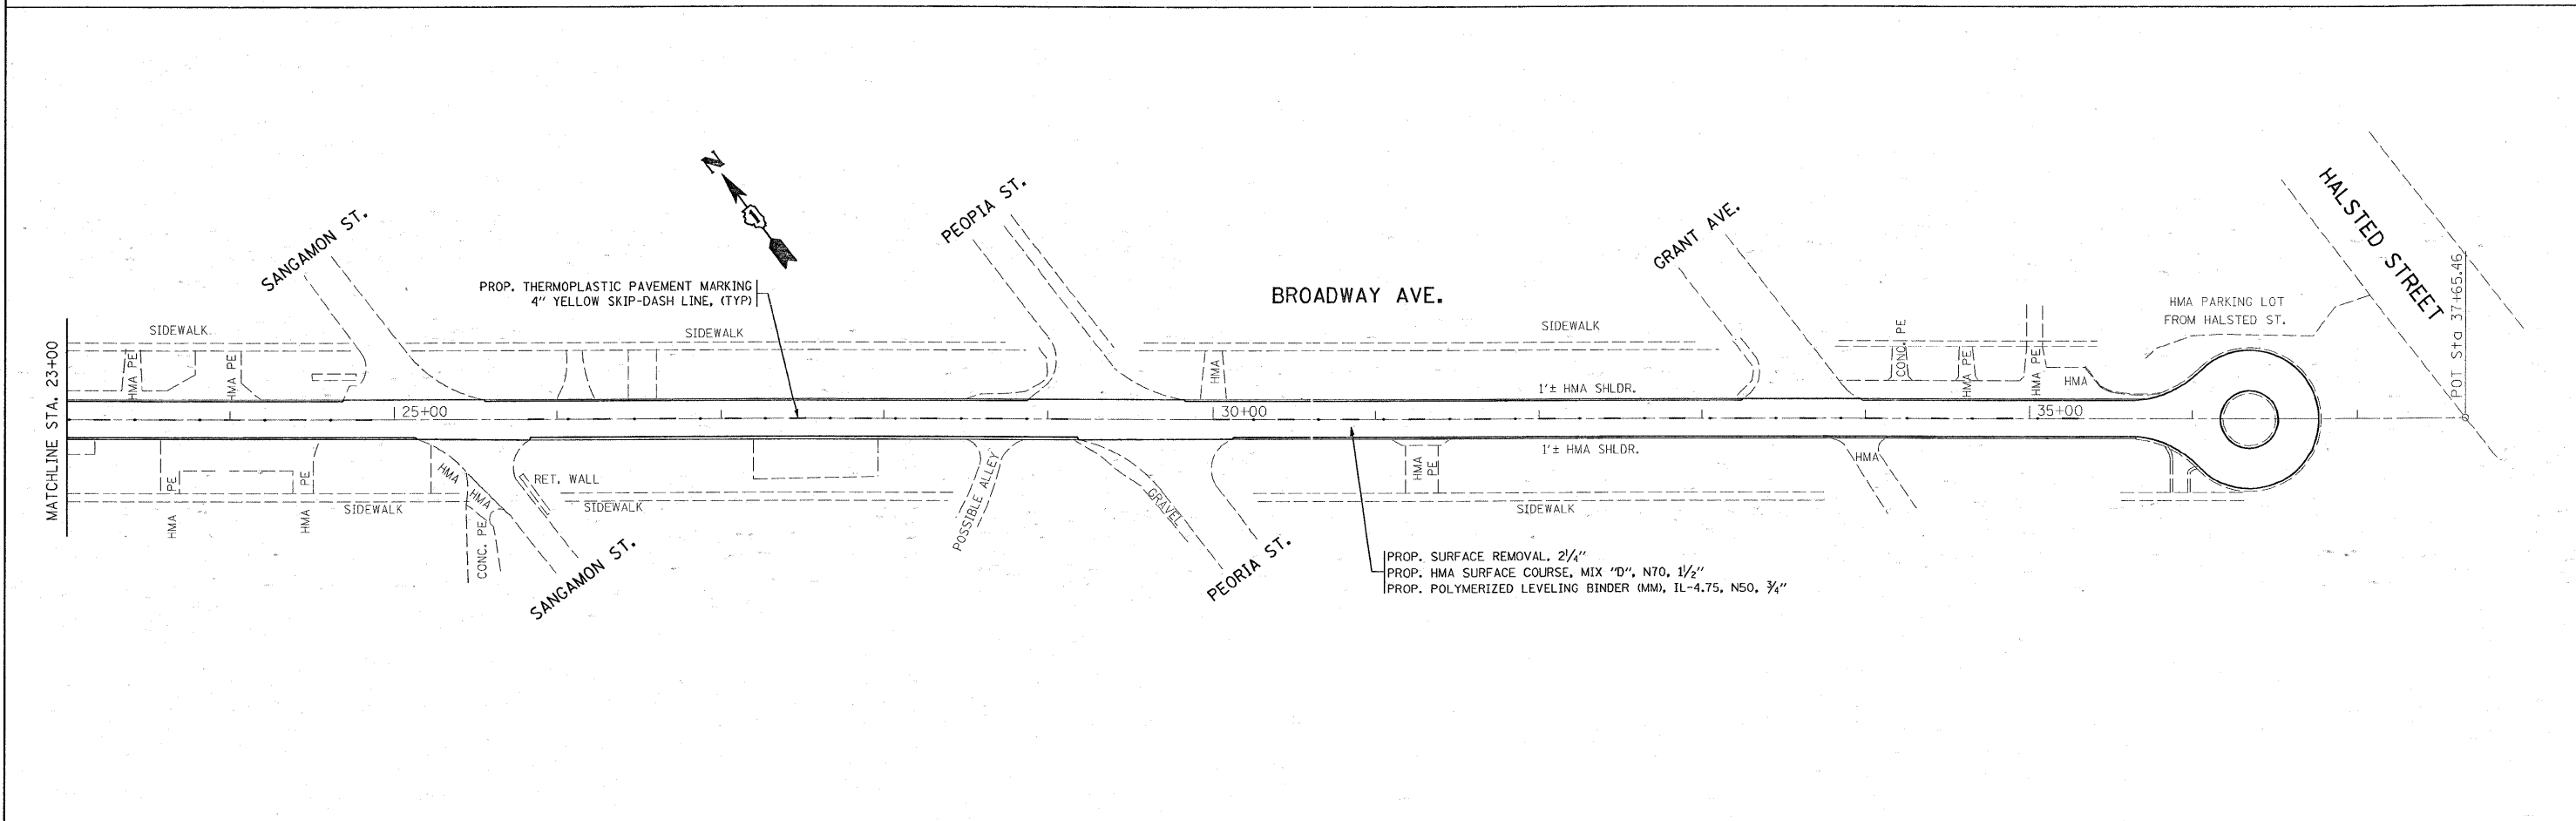 HALSTED STREET
N
1
PEOPIA ST.
SANGAMON ST.
GRANT AVE.
POT Sta 37+65.46
PROP. THERMOPLASTIC PAVEMENT MARKING
4" YELLOW SKIP-DASH LINE, (TYP)
BROADWAY AVE.
HMA PARKING LOT
FROM HALSTED ST.
SIDEWALK
SIDEWALK
SIDEWALK
MATCHLINE STA. 23+00
HMA PE
HMA PE
HMA
CONC. PE
HMA PE
HMA PE
HMA
1'± HMA SHLDR.
25+00
30+00
35+00
1'± HMA SHLDR.
HMA
HMA PE
HMA PE
HMA PE
HMA
HMA
RET. WALL
SIDEWALK
SIDEWALK
SIDEWALK
CONC. PE
POSSIBLE ALLEY
GRAVEL
SANGAMON ST.
PEORIA ST.
PROP. SURFACE REMOVAL, 2 1/4"
PROP. HMA SURFACE COURSE, MIX "D", N70, 1 1/2"
PROP. POLYMERIZED LEVELING BINDER (MM), IL-4.75, N50, 3/4"